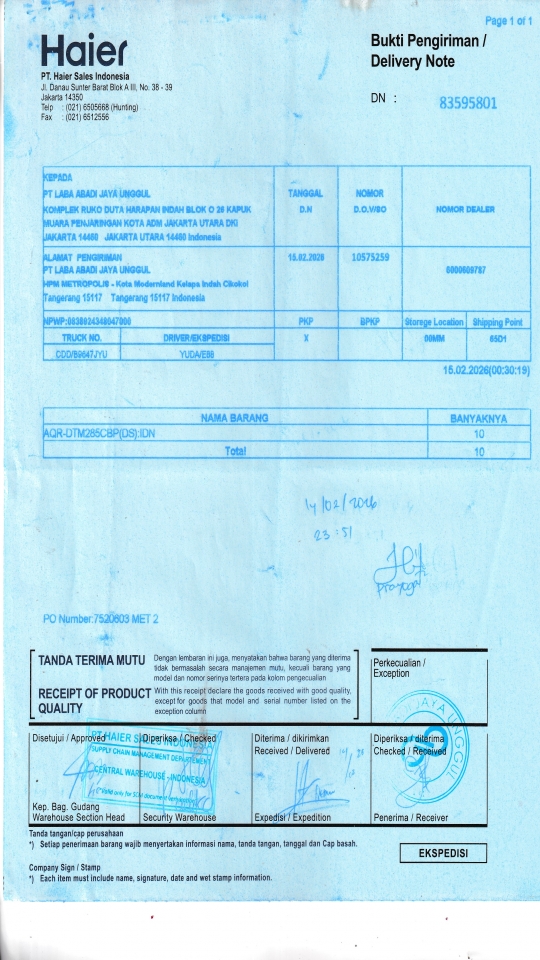 Page 1 of 1
Haier
Bukti Pengiriman /
Delivery Note
PT. Haier Sales Indonesia
Jl. Danau Sunter Barat Blok A III, No. 38 - 39
Jakarta 14350
Telp : (021) 6505668 (Hunting)
Fax : (021) 6512556
DN : 83595801
KEPADA
PT LABA ABADI JAYA UNGGUL
KOMPLEK RUKO DUTA HARAPAN INDAH BLOK O 26 KAPUK
MUARA PENJARINGAN KOTA ADM JAKARTA UTARA DKI
JAKARTA 14460 JAKARTA UTARA 14460 Indonesia
TANGGAL
D.N
NOMOR
D.O.V/SO
NOMOR DEALER
ALAMAT PENGIRIMAN
PT LABA ABADI JAYA UNGGUL
HPM METROPOLIS - Kota Modernland Kelapa Indah Cikokol
Tangerang 15117 Tangerang 15117 Indonesia
15.02.2026
10575259
NPWP:
PKP
BPKP
Storege Location
Shipping Point
TRUCK NO.
DRIVER/EKSPEDISI
X
00MM
65D1
CDD/B9647JYU
YUDA/E88
15.02.2026(00:30:19)
NAMA BARANG
BANYAKNYA
AQR-DTM285CBP(DS):IDN
10
Total
10
14/02/2026
23:51
Prayoga
PO Number:7520603 MET 2
TANDA TERIMA MUTU
Dengan lembaran ini juga, menyatakan bahwa barang yang diterima
tidak bermasalah secara manajemen mutu, kecuali barang yang
model dan nomor serinya tertera pada kolom pengecualian
RECEIPT OF PRODUCT
QUALITY
With this receipt declare the goods received with good quality,
except for goods that model and serial number listed on the
exception column
Perkecualian /
Exception
Disetujui / Approved
Diperiksa / Checked
Diterima / dikirimkan
Received / Delivered
Diperiksa / diterima
Checked / Received
PT.HAIER SALES INDONESIA
SUPPLY CHAIN MANAGEMENT DEPARTEMENT
CENTRAL WAREHOUSE - INDONESIA
JAYA UNGGUL
Kep. Bag. Gudang
Warehouse Section Head
Security Warehouse
Expedisi / Expedition
Penerima / Receiver
Tanda tangan/cap perusahaan
*) Setiap penerimaan barang wajib menyertakan informasi nama, tanda tangan, tanggal dan Cap basah.
EKSPEDISI
Company Sign / Stamp
*) Each item must include name, signature, date and wet stamp information.